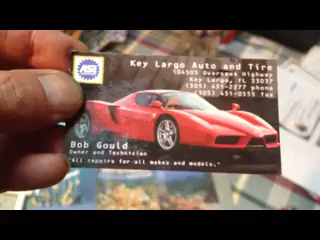 Key Largo Auto and Tire
104505 Overseas Highway
Key Largo, FL 33037
(305) 451-2277 phone
(305) 451-0555 fax
ASE
Bob Gould
Owner and Technician
"All repairs for all makes and models."